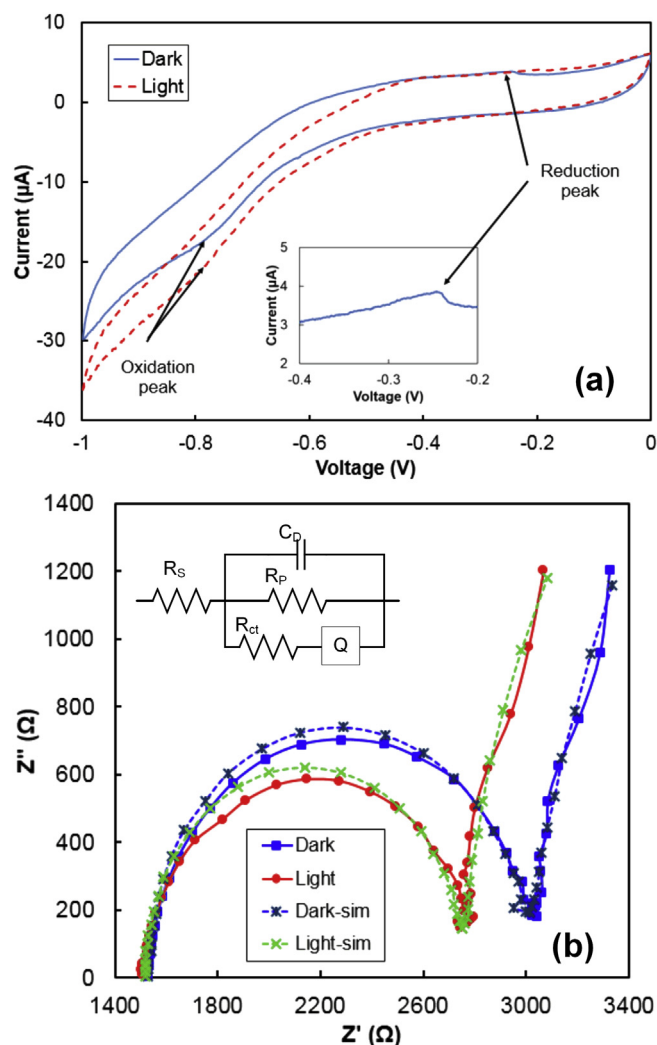 (a)
Dark
Light
10
0
-10
-20
-30
-40
Current (µA)
Reduction
peak
Oxidation
peak
5
4
3
2
Current (µA)
-0.4
-0.3
-0.2
Voltage (V)
-1
-0.8
-0.6
-0.4
-0.2
0
Voltage (V)
(b)
1400
1200
1000
800
600
400
200
0
Z'' (Ω)
C_D
R_S
R_P
R_ct
Q
Dark
Light
Dark-sim
Light-sim
1400
1800
2200
2600
3000
3400
Z' (Ω)